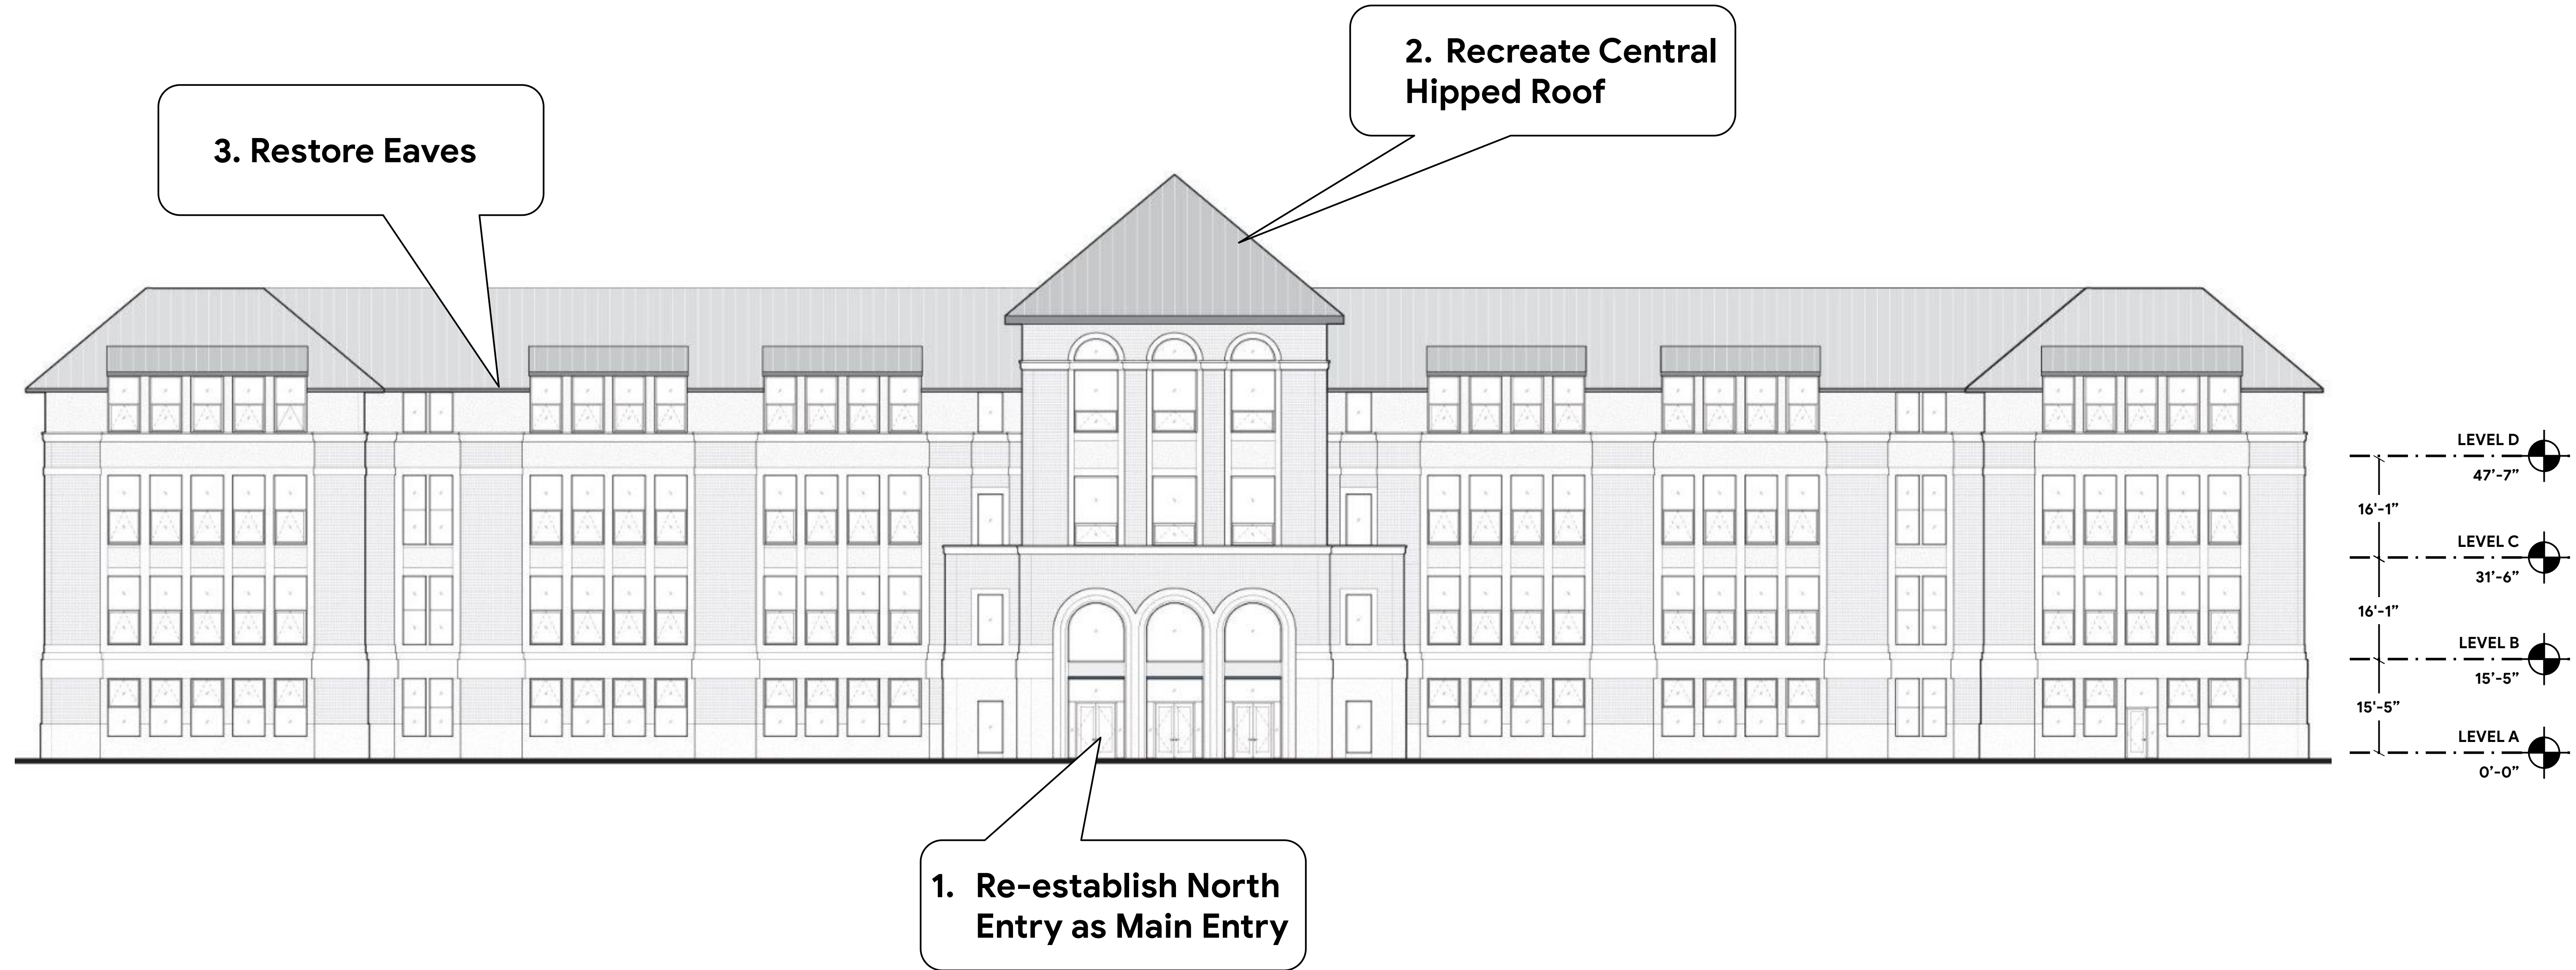 2. Recreate Central
Hipped Roof
3. Restore Eaves
LEVEL D
47'-7"
16'-1"
LEVEL C
31'-6"
16'-1"
LEVEL B
15'-5"
15'-5"
LEVEL A
0'-0"
1. Re-establish North
Entry as Main Entry